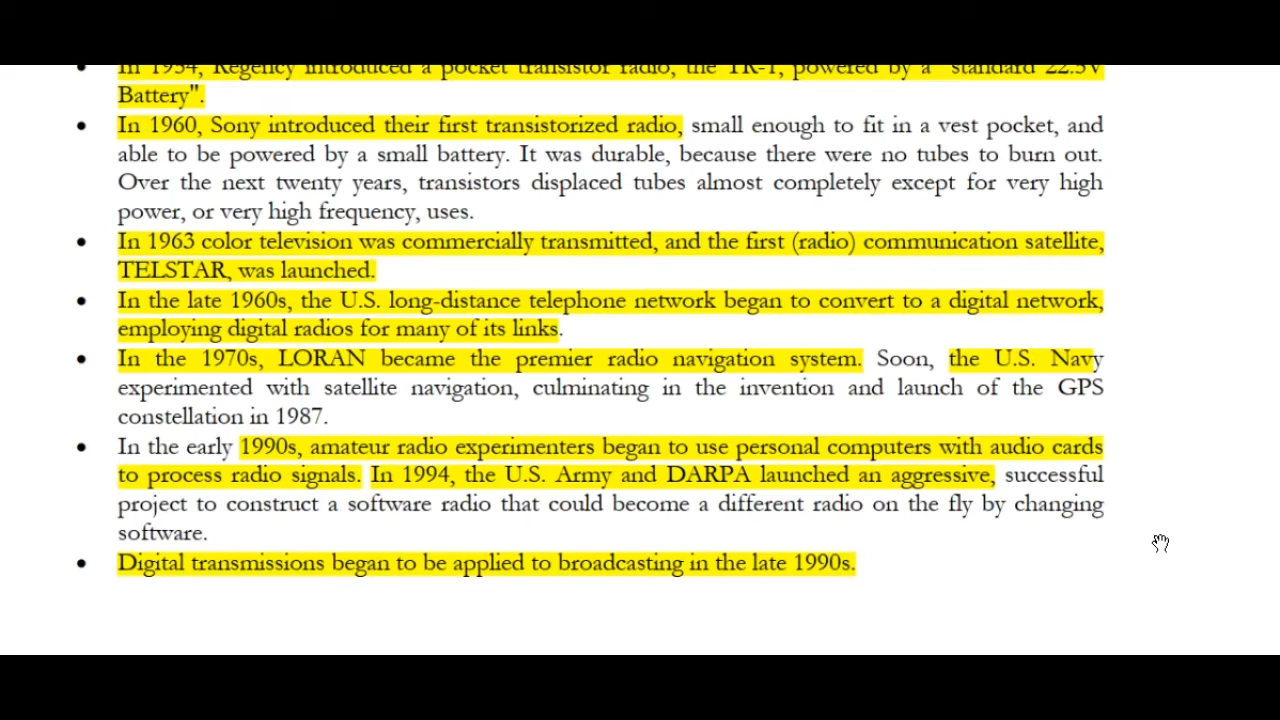 In 1954, Regency introduced a pocket transistor radio, the TR-1, powered by a "standard 22.5V
Battery".
• In 1960, Sony introduced their first transistorized radio, small enough to fit in a vest pocket, and
able to be powered by a small battery. It was durable, because there were no tubes to burn out.
Over the next twenty years, transistors displaced tubes almost completely except for very high
power, or very high frequency, uses.
• In 1963 color television was commercially transmitted, and the first (radio) communication satellite,
TELSTAR, was launched.
• In the late 1960s, the U.S. long-distance telephone network began to convert to a digital network,
employing digital radios for many of its links.
• In the 1970s, LORAN became the premier radio navigation system. Soon, the U.S. Navy
experimented with satellite navigation, culminating in the invention and launch of the GPS
constellation in 1987.
• In the early 1990s, amateur radio experimenters began to use personal computers with audio cards
to process radio signals. In 1994, the U.S. Army and DARPA launched an aggressive, successful
project to construct a software radio that could become a different radio on the fly by changing
software.
• Digital transmissions began to be applied to broadcasting in the late 1990s.